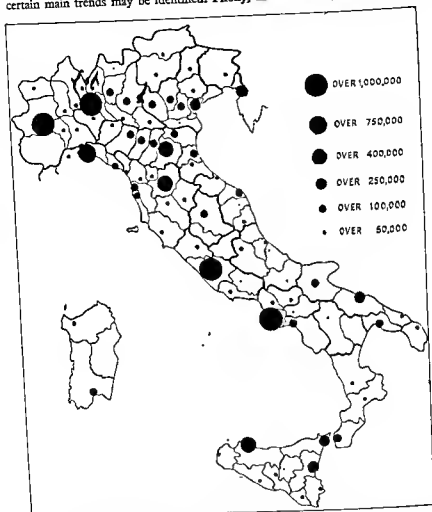 certain main trends may be identified.
OVER 1,000,000
OVER 750,000
OVER 400,000
OVER 250,000
OVER 100,000
OVER 50,000